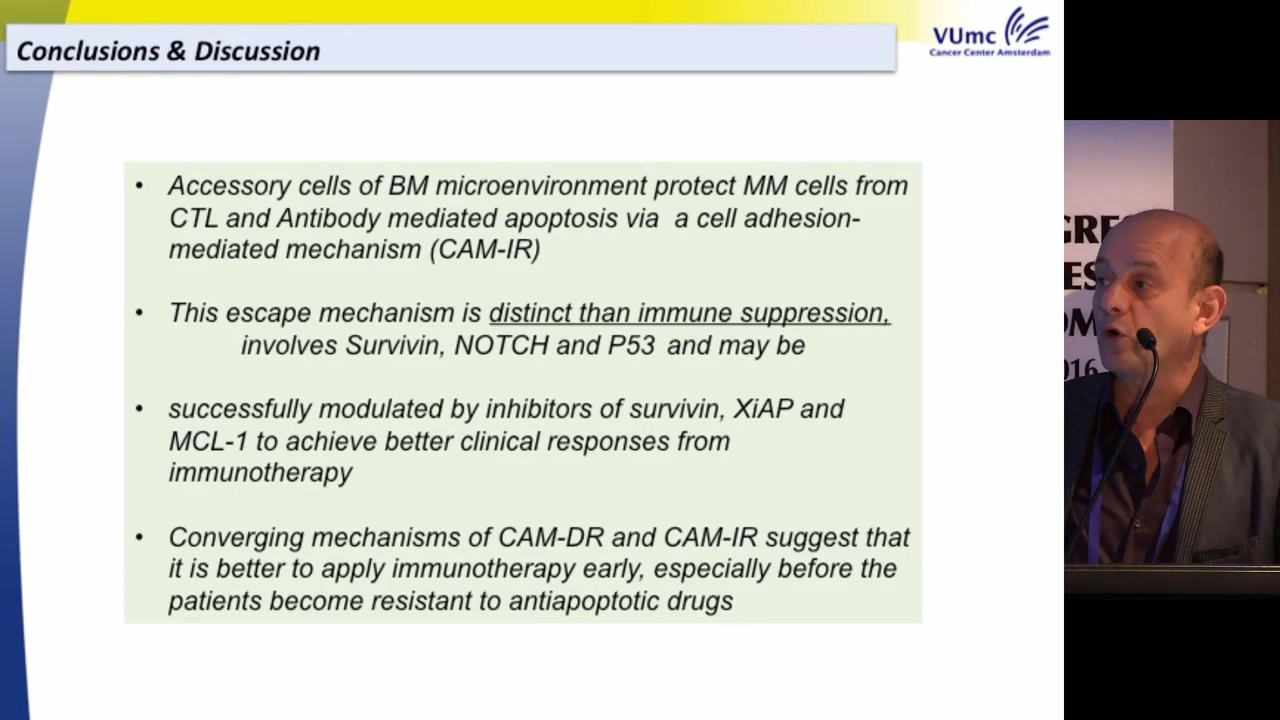 Conclusions & Discussion
VUmc
Cancer Center Amsterdam
• Accessory cells of BM microenvironment protect MM cells from
CTL and Antibody mediated apoptosis via a cell adhesion-
mediated mechanism (CAM-IR)
• This escape mechanism is distinct than immune suppression,
involves Survivin, NOTCH and P53 and may be
• successfully modulated by inhibitors of survivin, XiAP and
MCL-1 to achieve better clinical responses from
immunotherapy
• Converging mechanisms of CAM-DR and CAM-IR suggest that
it is better to apply immunotherapy early, especially before the
patients become resistant to antiapoptotic drugs